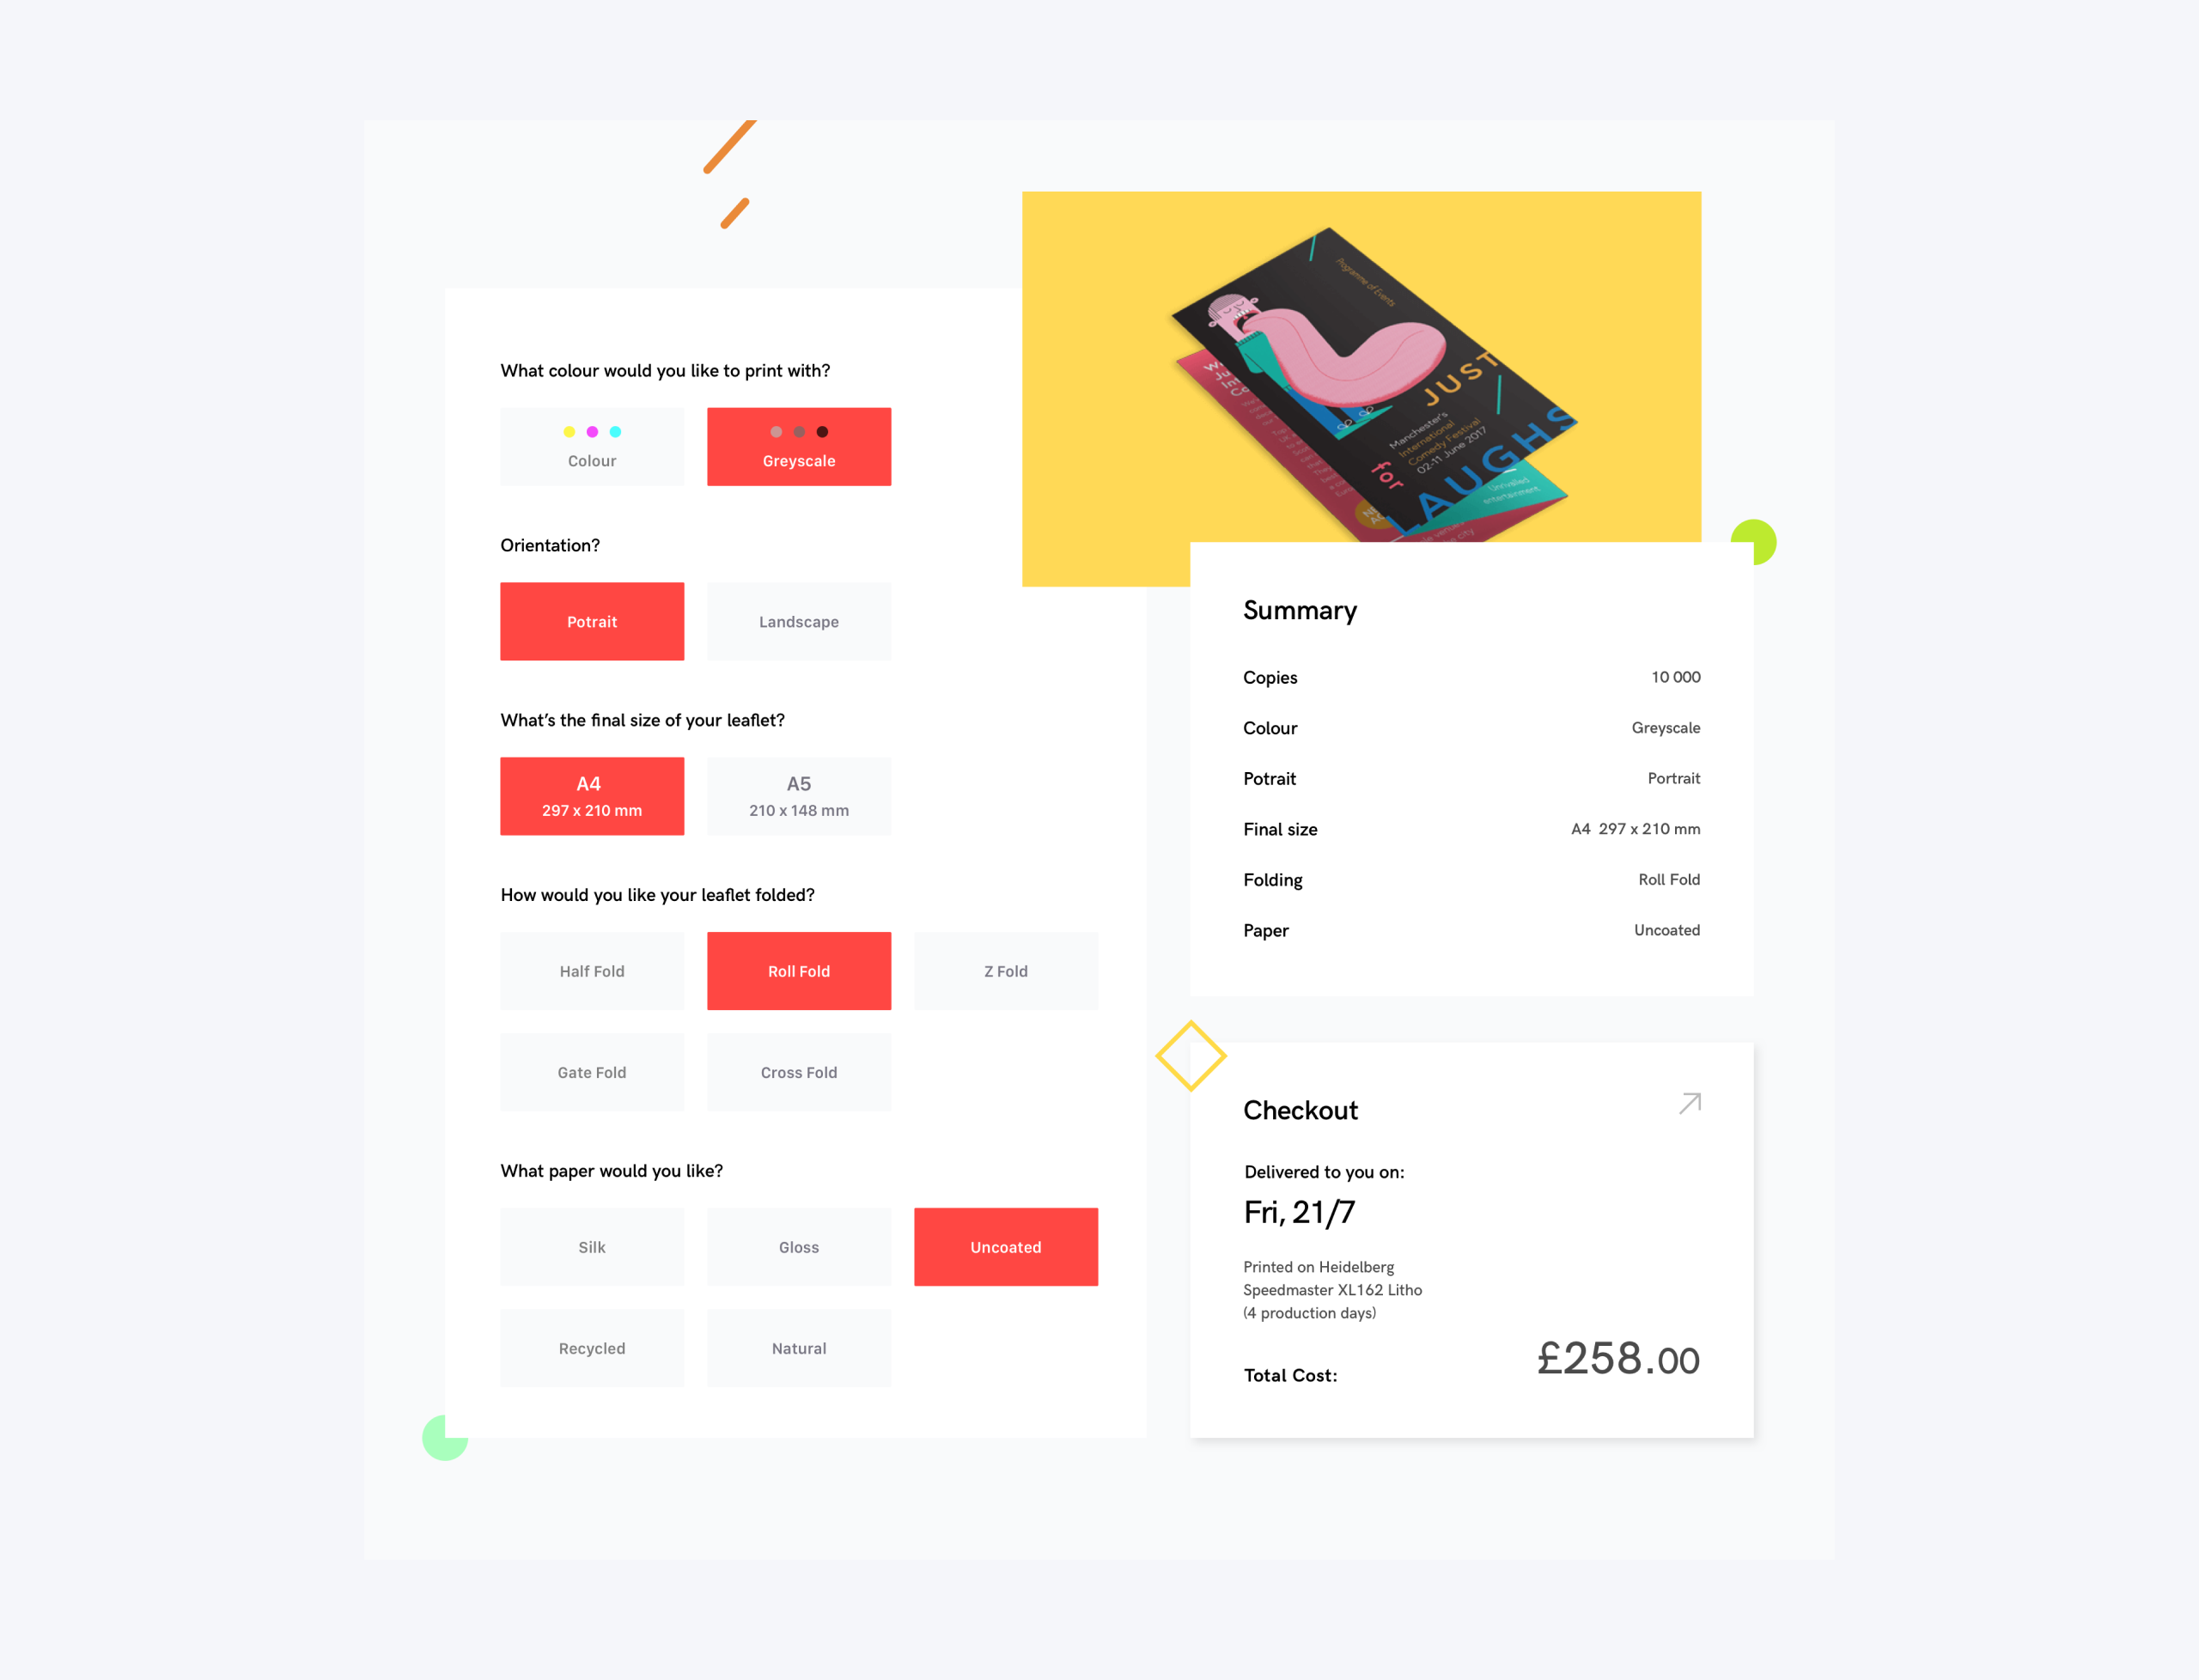 What colour would you like to print with?
Colour
Greyscale
Orientation?
Potrait
Landscape
What’s the final size of your leaflet?
A4
297 x 210 mm
A5
210 x 148 mm
How would you like your leaflet folded?
Half Fold
Roll Fold
Z Fold
Gate Fold
Cross Fold
What paper would you like?
Silk
Gloss
Uncoated
Recycled
Natural
Programme of Events
JUST
for
LAUGHS
Manchester's
International
Comedy Festival
02-11 June 2017
Unrivalled
entertainment
Summary
Copies 10 000
Colour Greyscale
Potrait Portrait
Final size A4 297 x 210 mm
Folding Roll Fold
Paper Uncoated
Checkout
Delivered to you on:
Fri, 21/7
Printed on Heidelberg
Speedmaster XL162 Litho
(4 production days)
Total Cost: £258.00